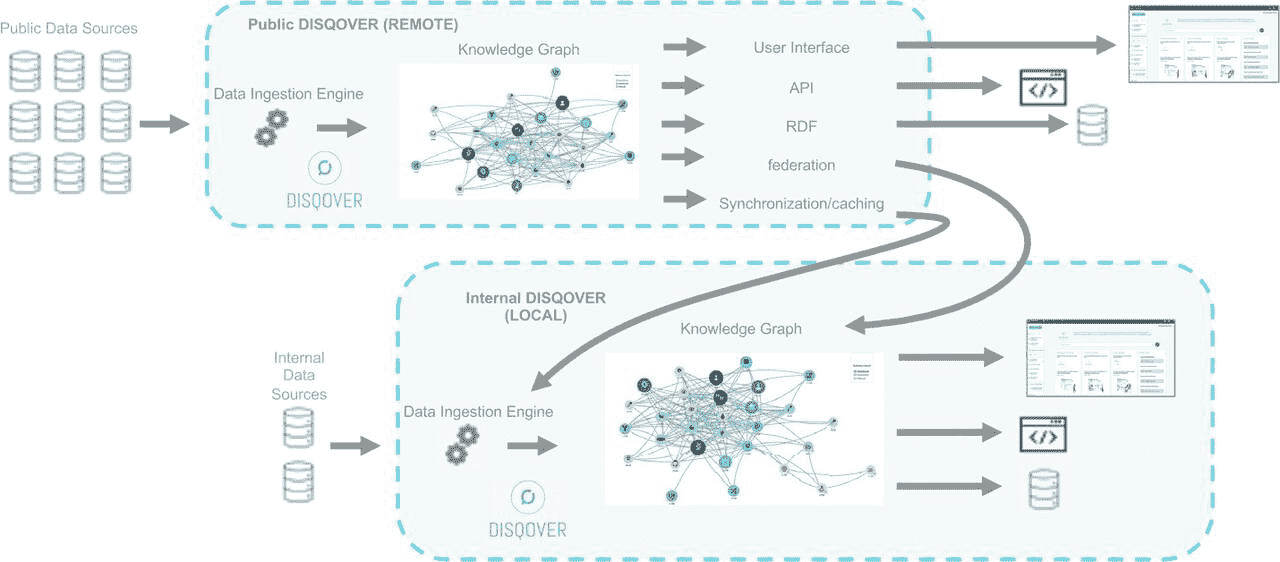 Public Data Sources
Public DISQOVER (REMOTE)
Data Ingestion Engine
DISQOVER
Knowledge Graph
User Interface
API
RDF
federation
Synchronization/caching
</>
Internal DISQOVER
(LOCAL)
Internal
Data
Sources
Data Ingestion Engine
DISQOVER
Knowledge Graph
</>